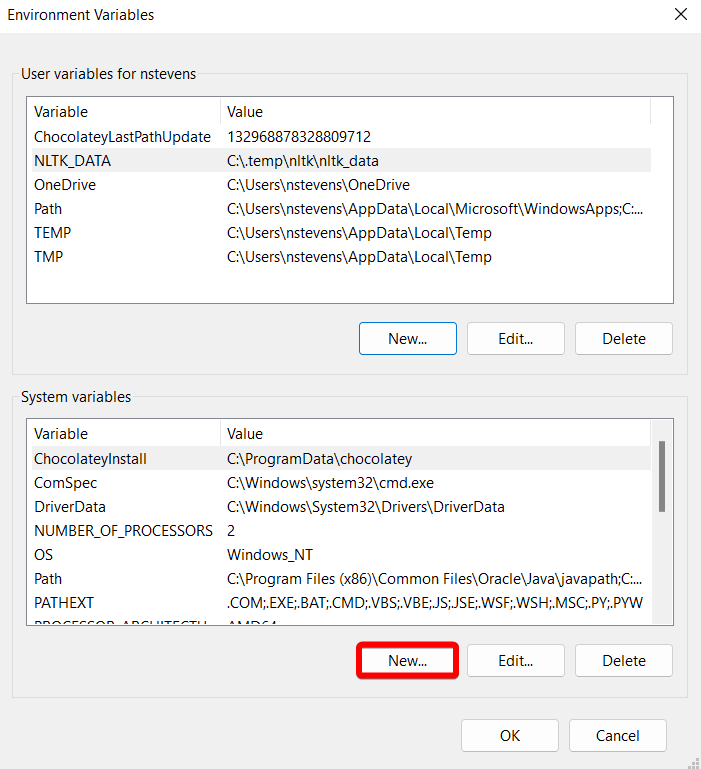 Environment Variables
User variables for nstevens
Variable Value
ChocolateyLastPathUpdate 132968878328809712
NLTK_DATA C:\.temp\nltk\nltk_data
OneDrive C:\Users\nstevens\OneDrive
Path C:\Users\nstevens\AppData\Local\Microsoft\WindowsApps;C:...
TEMP C:\Users\nstevens\AppData\Local\Temp
TMP C:\Users\nstevens\AppData\Local\Temp
New... Edit... Delete
System variables
Variable Value
ChocolateyInstall C:\ProgramData\chocolatey
ComSpec C:\Windows\system32\cmd.exe
DriverData C:\Windows\System32\Drivers\DriverData
NUMBER_OF_PROCESSORS 2
OS Windows_NT
Path C:\Program Files (x86)\Common Files\Oracle\Java\javapath;C:...
PATHEXT .COM;.EXE;.BAT;.CMD;.VBS;.VBE;.JS;.JSE;.WSF;.WSH;.MSC;.PY;.PYW
PROCESSOR_ARCHITECTU... AMD64
New... Edit... Delete
OK Cancel